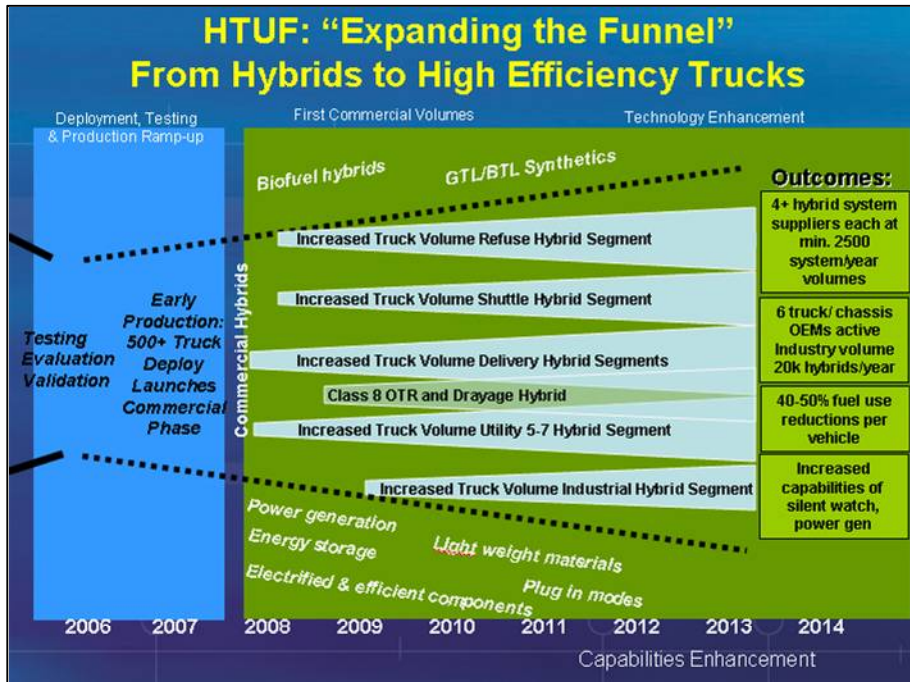 HTUF: “Expanding the Funnel”
From Hybrids to High Efficiency Trucks
Deployment, Testing
& Production Ramp-up
First Commercial Volumes
Technology Enhancement
Biofuel hybrids
GTL/BTL Synthetics
Testing
Evaluation
Validation
Early
Production:
500+ Truck
Deploy
Launches
Commercial
Phase
Commercial Hybrids
Increased Truck Volume Refuse Hybrid Segment
Increased Truck Volume Shuttle Hybrid Segment
Increased Truck Volume Delivery Hybrid Segments
Class 8 OTR and Drayage Hybrid
Increased Truck Volume Utility 5-7 Hybrid Segment
Increased Truck Volume Industrial Hybrid Segment
Outcomes:
4+ hybrid system
suppliers each at
min. 2500
system/year
volumes
6 truck/ chassis
OEMs active
Industry volume
20k hybrids/year
40-50% fuel use
reductions per
vehicle
Increased
capabilities of
silent watch,
power gen
Power generation
Energy storage
Light weight materials
Electrified & efficient components
Plug in modes
2006 2007 2008 2009 2010 2011 2012 2013 2014
Capabilities Enhancement